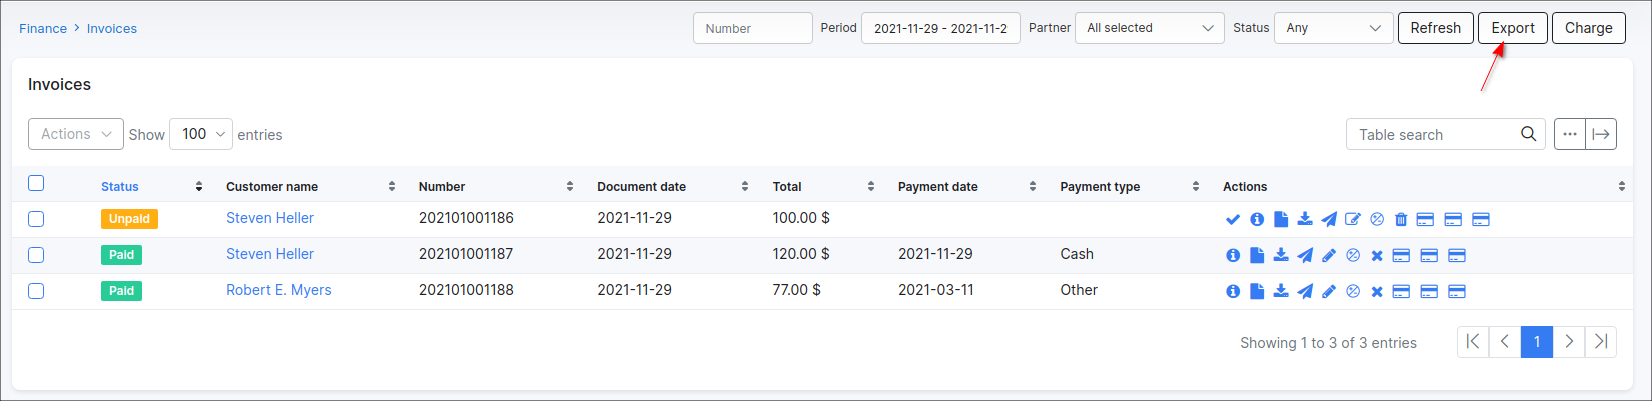 Finance > Invoices Number Period 2021-11-29 - 2021-11-2 Partner All selected Status Any Refresh Export Charge
Invoices
Actions Show 100 entries Table search
Status Customer name Number Document date Total Payment date Payment type Actions
Unpaid Steven Heller 202101001186 2021-11-29 100.00 $
Paid Steven Heller 202101001187 2021-11-29 120.00 $ 2021-11-29 Cash
Paid Robert E. Myers 202101001188 2021-11-29 77.00 $ 2021-03-11 Other
Showing 1 to 3 of 3 entries 1